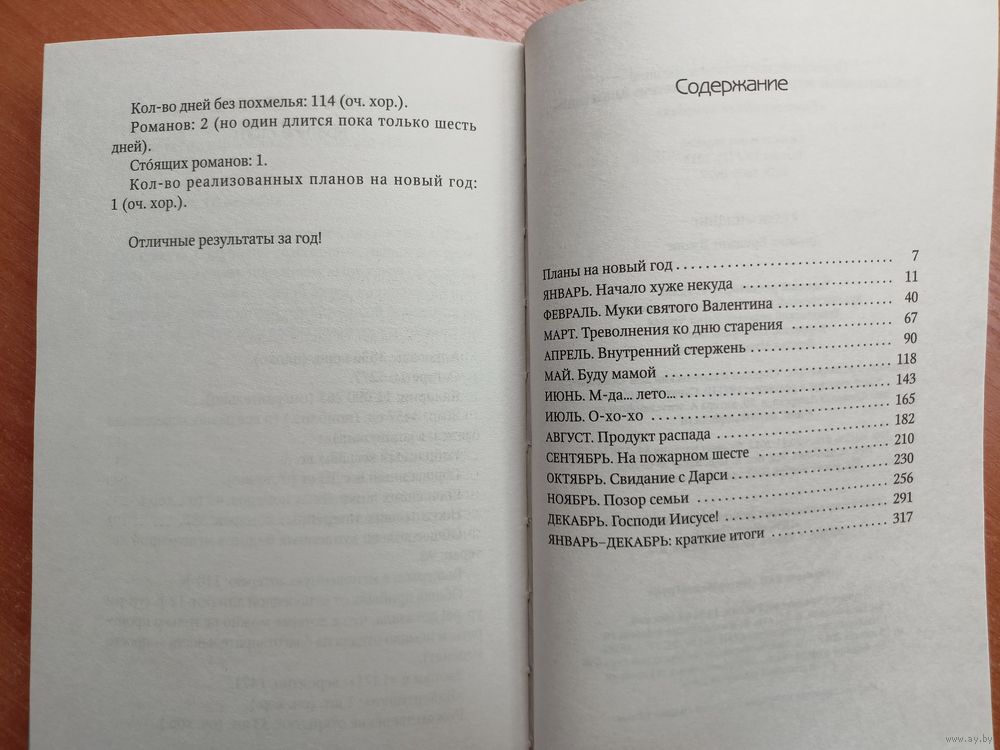 Кол-во дней без похмелья: 114 (оч. хор.).
Романов: 2 (но один длится пока только шесть
дней).
Сто́ящих романов: 1.
Кол-во реализованных планов на новый год:
1 (оч. хор.).
Отличные результаты за год!
Содержание
Планы на новый год . . . . . . . . . . . . . . . . . . . . . . . . 7
ЯНВАРЬ. Начало хуже некуда . . . . . . . . . . . . . . . . . 11
ФЕВРАЛЬ. Муки святого Валентина . . . . . . . . . . . . . 40
МАРТ. Треволнения ко дню старения . . . . . . . . . . . . 67
АПРЕЛЬ. Внутренний стержень . . . . . . . . . . . . . . . . 90
МАЙ. Буду мамой . . . . . . . . . . . . . . . . . . . . . . . . . 118
ИЮНЬ. М-да... лето... . . . . . . . . . . . . . . . . . . . . . . 143
ИЮЛЬ. О-хо-хо . . . . . . . . . . . . . . . . . . . . . . . . . . 165
АВГУСТ. Продукт распада . . . . . . . . . . . . . . . . . . . 182
СЕНТЯБРЬ. На пожарном шесте . . . . . . . . . . . . . . . 210
ОКТЯБРЬ. Свидание с Дарси . . . . . . . . . . . . . . . . . . 230
НОЯБРЬ. Позор семьи . . . . . . . . . . . . . . . . . . . . . . 256
ДЕКАБРЬ. Господи Иисусе! . . . . . . . . . . . . . . . . . . . 291
ЯНВАРЬ–ДЕКАБРЬ: краткие итоги . . . . . . . . . . . . . . 317
www.ay.by